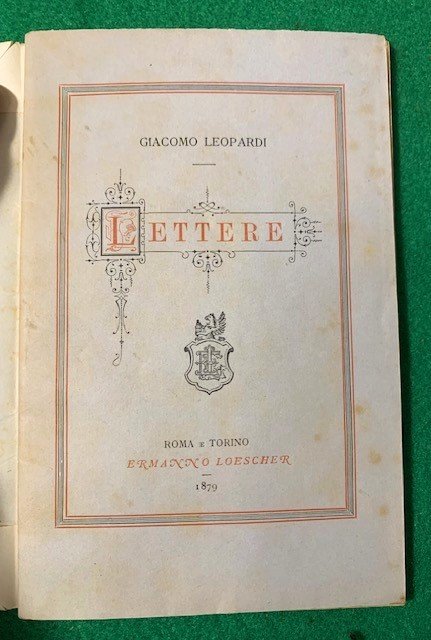 GIACOMO LEOPARDI
LETTERE
ROMA E TORINO
ERMANNO LOESCHER
1879